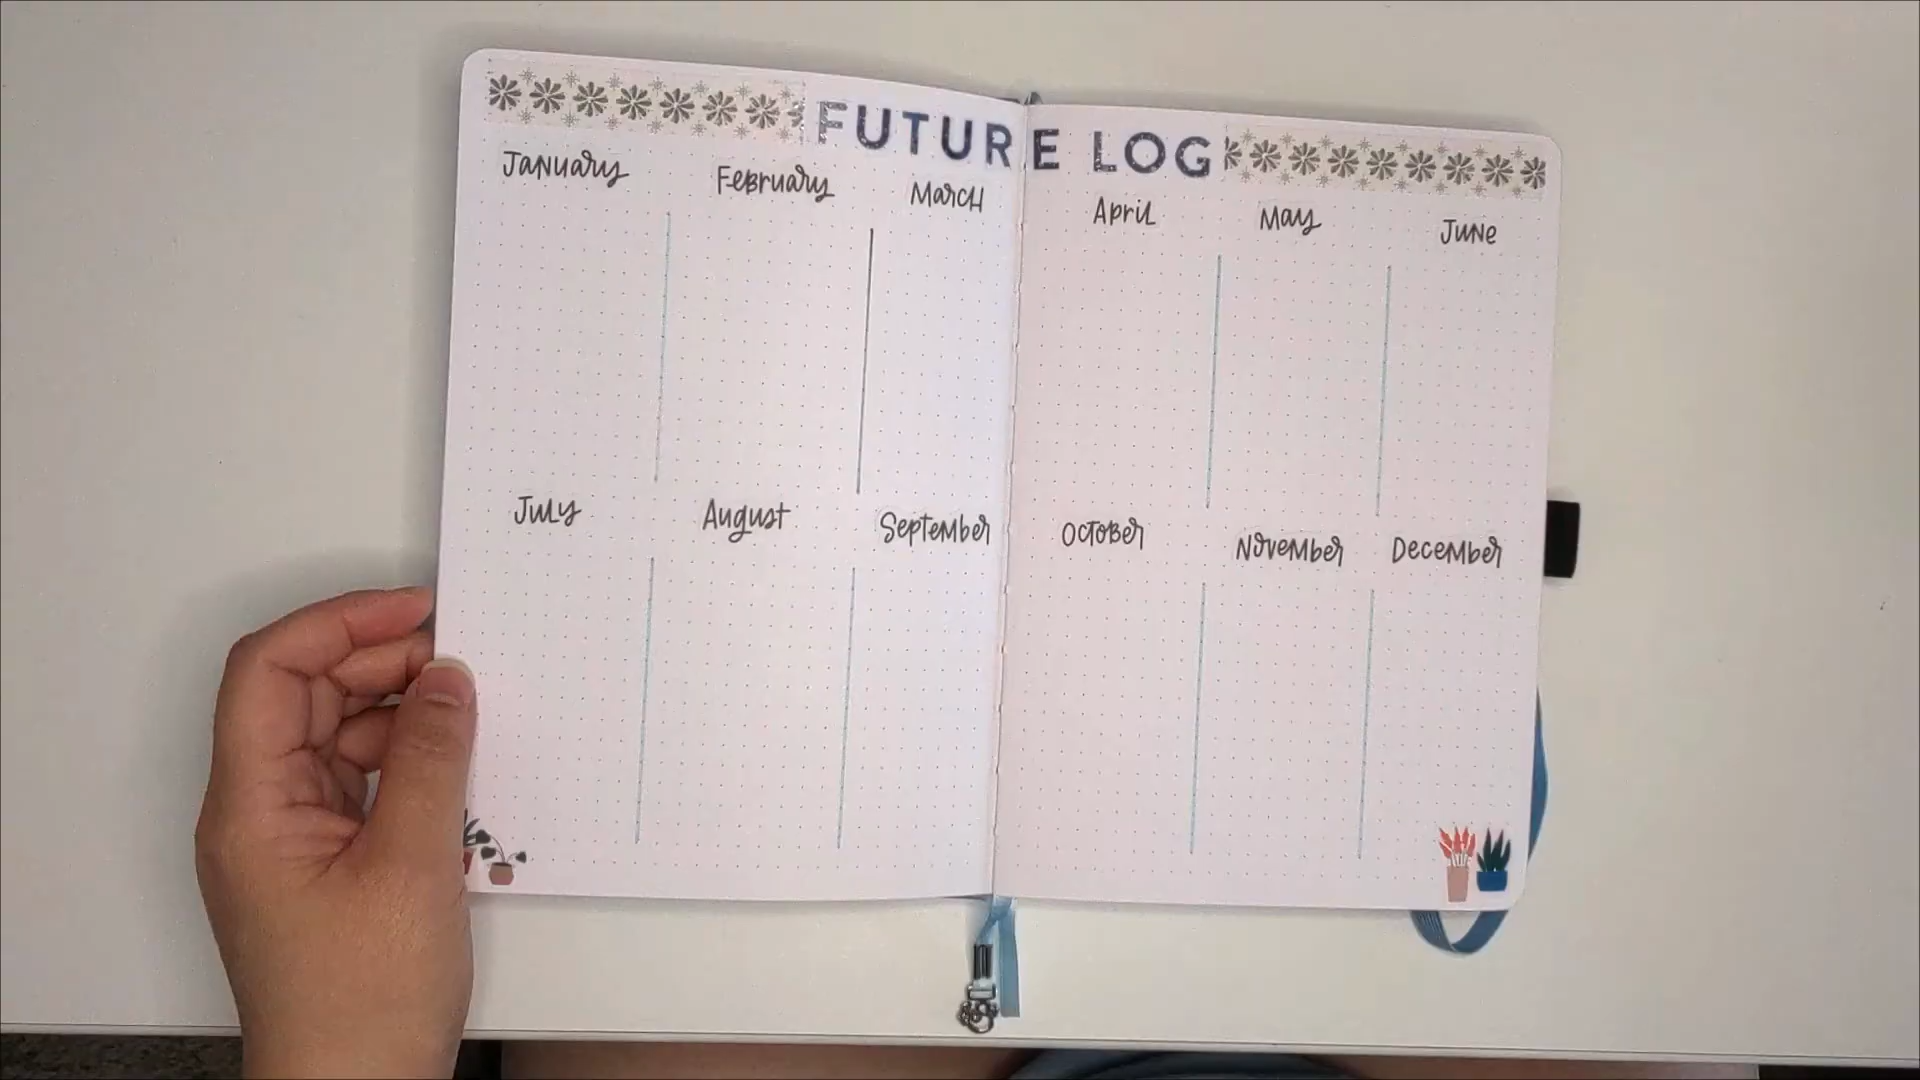 FUTURE LOG
January
February
March
April
May
June
July
August
September
October
November
December